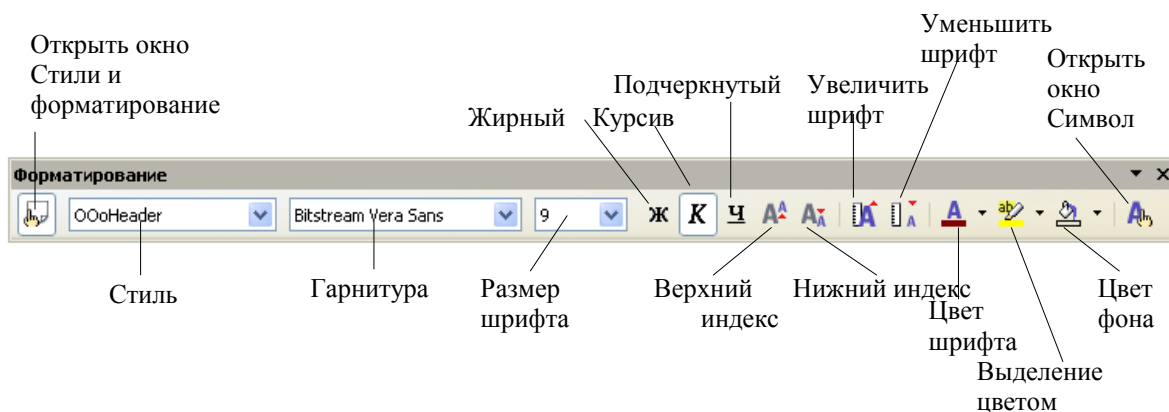 Открыть окно
Стили и
форматирование
Жирный
Курсив
Подчеркнутый
Увеличить
шрифт
Уменьшить
шрифт
Открыть
окно
Символ
Форматирование
OOoHeader
Bitstream Vera Sans
9
Ж
К
Ч
Стиль
Гарнитура
Размер
шрифта
Верхний
индекс
Нижний индекс
Цвет
шрифта
Выделение
цветом
Цвет
фона